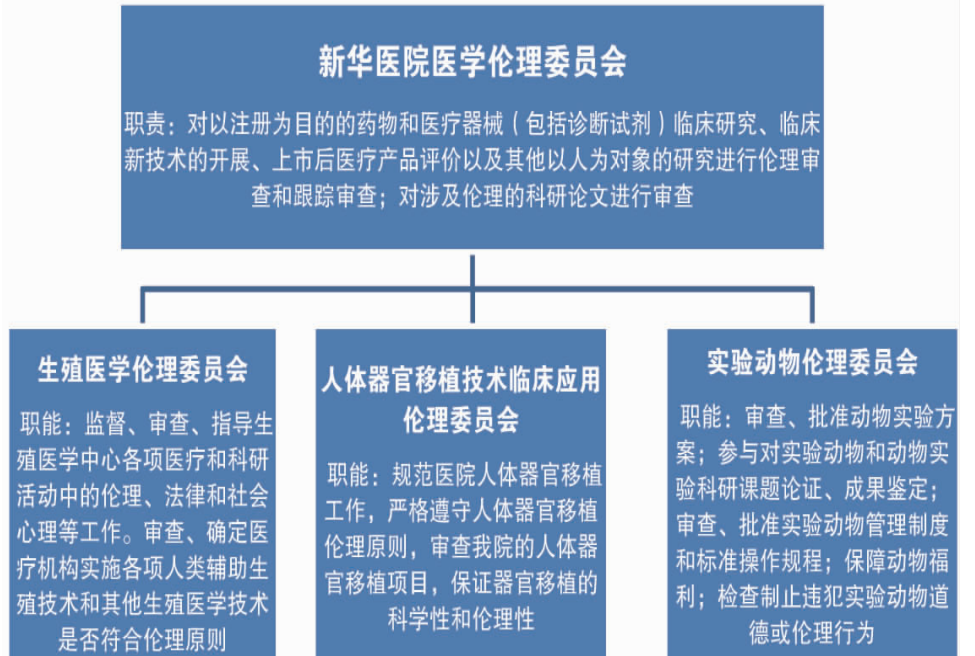 新华医院医学伦理委员会
职责：对以注册为目的的药物和医疗器械（包括诊断试剂）临床研究、临床
新技术的开展、上市后医疗产品评价以及其他以人为对象的研究进行伦理审
查和跟踪审查；对涉及伦理的科研论文进行审查
生殖医学伦理委员会
职能：监督、审查、指导生
殖医学中心各项医疗和科研
活动中的伦理、法律和社会
心理等工作。审查、确定医
疗机构实施各项人类辅助生
殖技术和其他生殖医学技术
是否符合伦理原则
人体器官移植技术临床应用
伦理委员会
职能：规范医院人体器官移植
工作，严格遵守人体器官移植
伦理原则，审查我院的人体器
官移植项目，保证器官移植的
科学性和伦理性
实验动物伦理委员会
职能：审查、批准动物实验方
案；参与对实验动物和动物实
验科研课题论证、成果鉴定；
审查、批准实验动物管理制度
和标准操作规程；保障动物福
利；检查制止违犯实验动物道
德或伦理行为